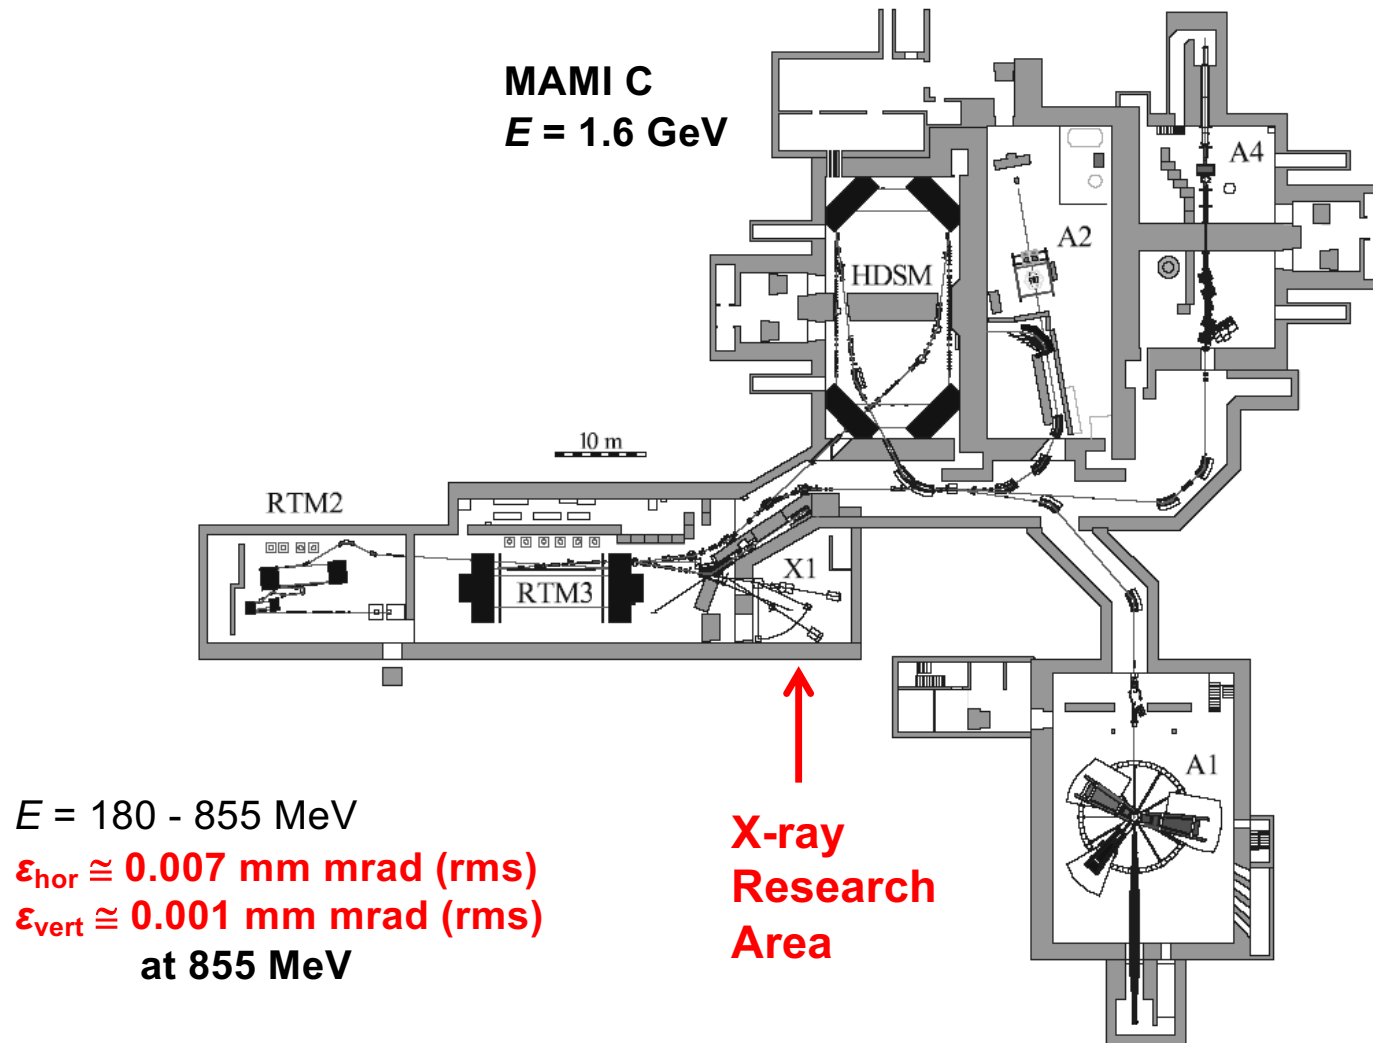 MAMI C
E = 1.6 GeV
A4
A2
HDSM
10 m
RTM2
X1
RTM3
A1
E = 180 - 855 MeV
εhor ≅ 0.007 mm mrad (rms)
εvert ≅ 0.001 mm mrad (rms)
at 855 MeV
X-ray
Research
Area